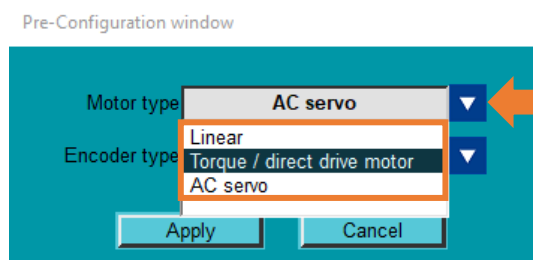 Pre-Configuration window
Motor type AC servo
Linear
Encoder type Torque / direct drive motor
AC servo
Apply Cancel